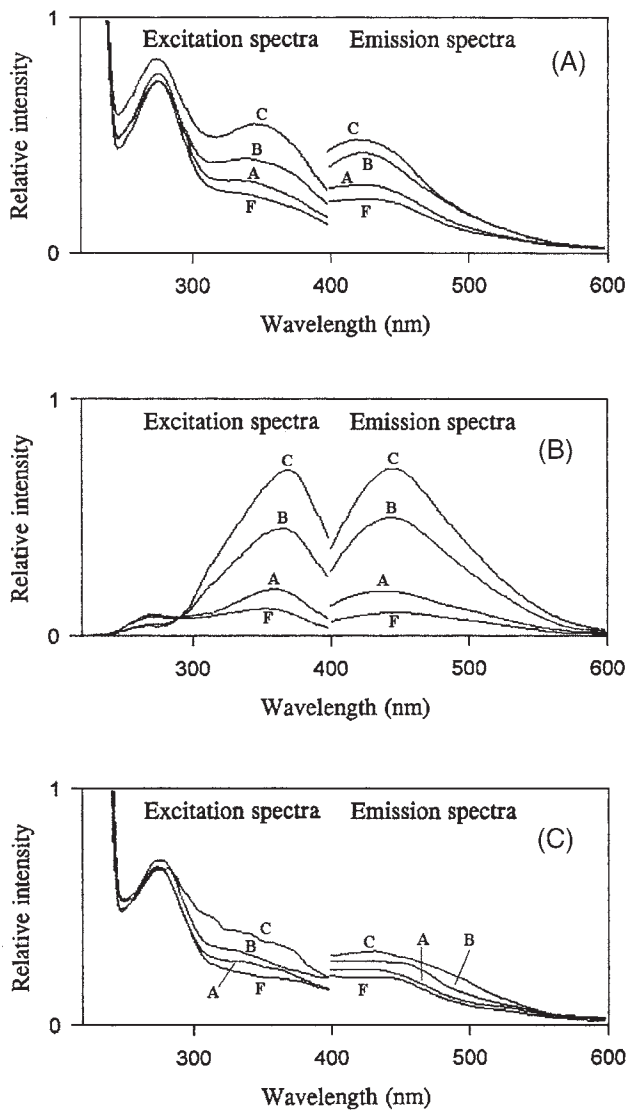 1
Excitation spectra Emission spectra
(A)
C
C
B
B
A
A
F
F
Relative intensity
0
300 400 500 600
Wavelength (nm)
1
Excitation spectra Emission spectra
(B)
C
C
B
B
A
A
F
F
Relative intensity
0
300 400 500 600
Wavelength (nm)
1
Excitation spectra Emission spectra
(C)
C
C
A
B
B
A
F
F
Relative intensity
0
300 400 500 600
Wavelength (nm)